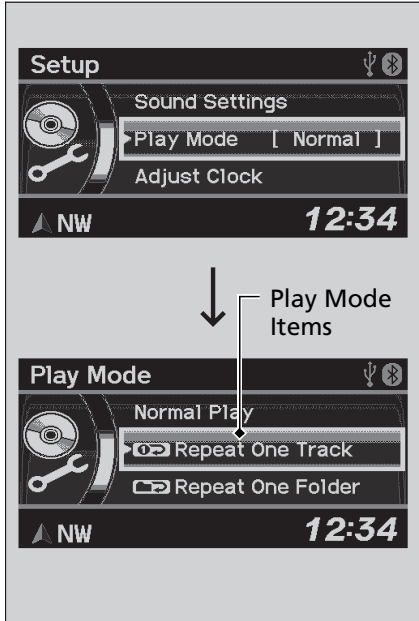 Setup
Sound Settings
Play Mode [ Normal ]
Adjust Clock
NW 12:34
Play Mode
Items
Play Mode
Normal Play
Repeat One Track
Repeat One Folder
NW 12:34